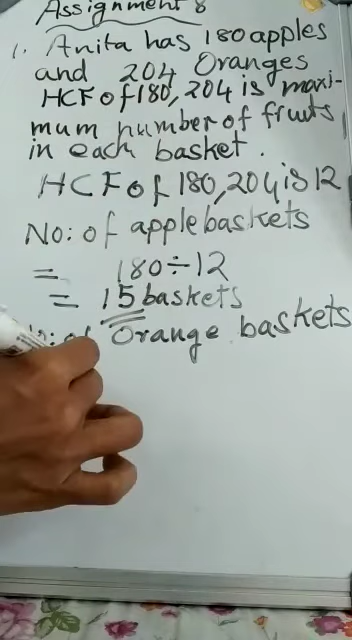 Assignment 8
1. Anita has 180 apples
and 204 Oranges
HCF of 180, 204 is maxi-
mum number of fruits
in each basket.
HCF of 180, 204 is 12
No: of apple baskets
= 180 ÷ 12
= 15 baskets
No: of Orange baskets